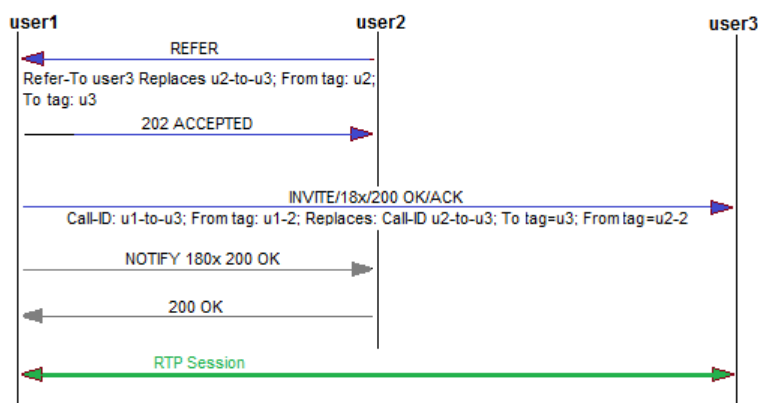 user1 user2 user3
REFER
Refer-To user3 Replaces u2-to-u3; From tag: u2;
To tag: u3
202 ACCEPTED
INVITE/18x/200 OK/ACK
Call-ID: u1-to-u3; From tag: u1-2; Replaces: Call-ID u2-to-u3; To tag=u3; From tag=u2-2
NOTIFY 180x 200 OK
200 OK
RTP Session